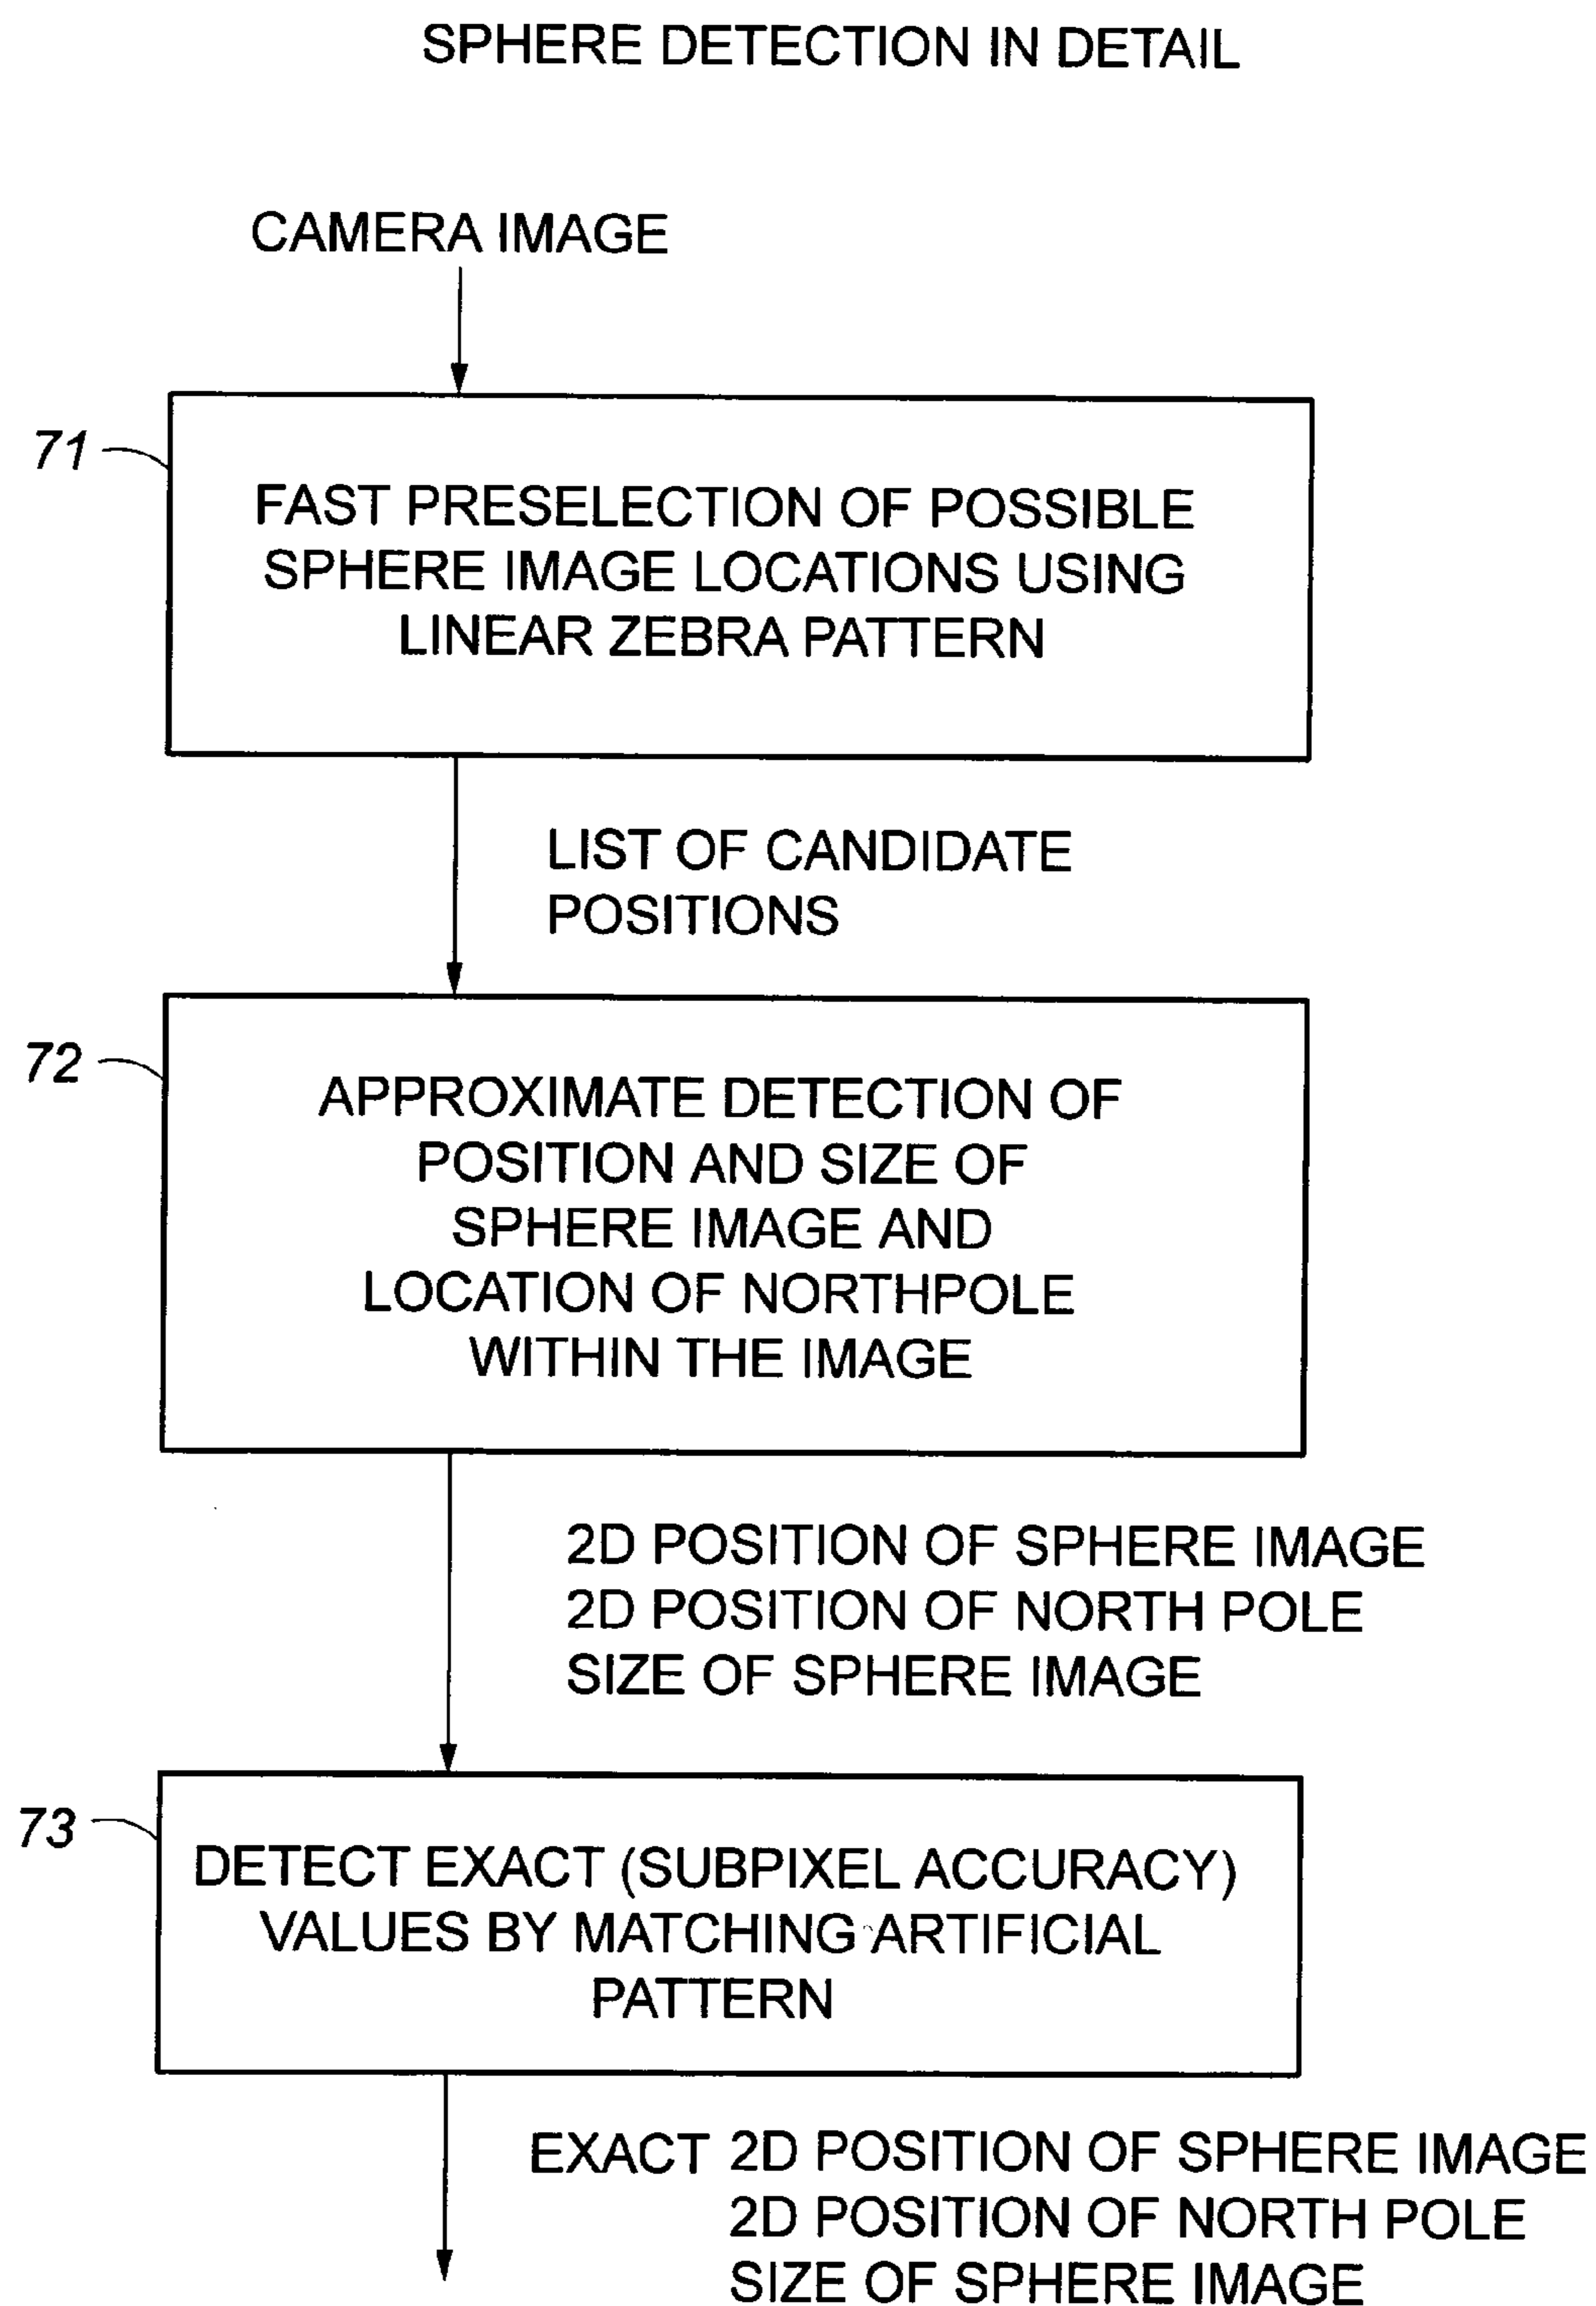 SPHERE DETECTION IN DETAIL
CAMERA IMAGE
71
FAST PRESELECTION OF POSSIBLE
SPHERE IMAGE LOCATIONS USING
LINEAR ZEBRA PATTERN
LIST OF CANDIDATE
POSITIONS
72
APPROXIMATE DETECTION OF
POSITION AND SIZE OF
SPHERE IMAGE AND
LOCATION OF NORTHPOLE
WITHIN THE IMAGE
2D POSITION OF SPHERE IMAGE
2D POSITION OF NORTH POLE
SIZE OF SPHERE IMAGE
73
DETECT EXACT (SUBPIXEL ACCURACY)
VALUES BY MATCHING ARTIFICIAL
PATTERN
EXACT 2D POSITION OF SPHERE IMAGE
2D POSITION OF NORTH POLE
SIZE OF SPHERE IMAGE